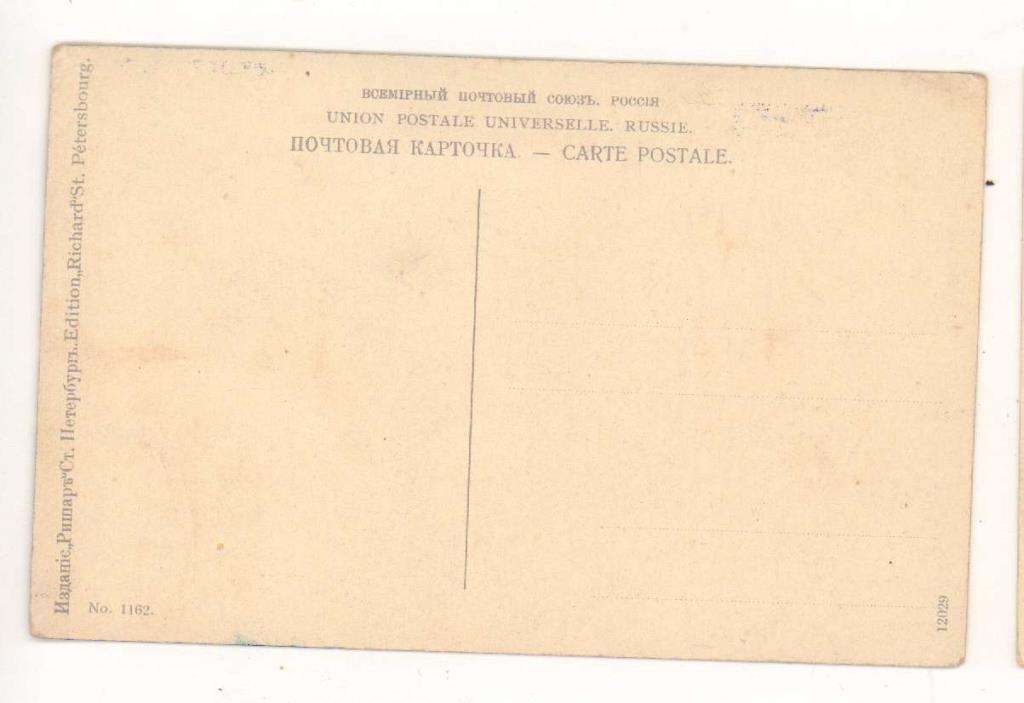 ВСЕМІРНЫЙ ПОЧТОВЫЙ СОЮЗЪ. РОССІЯ
UNION POSTALE UNIVERSELLE. RUSSIE.
ПОЧТОВАЯ КАРТОЧКА. — CARTE POSTALE.
Изданіе „Ришаръ“ Ст. Петербургъ. Edition „Richard“ St. Pétersbourg.
No. 1162.
12029